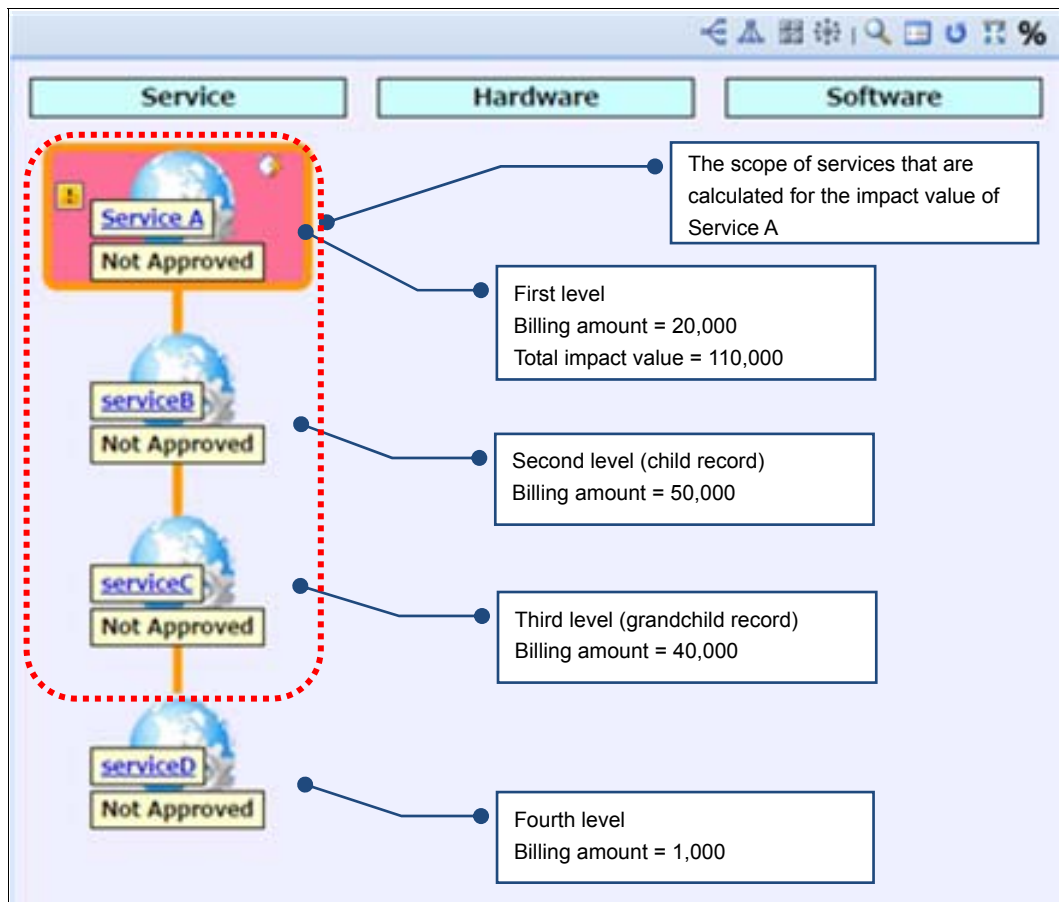 %
Service
Hardware
Software
Service A
Not Approved
The scope of services that are
calculated for the impact value of
Service A
First level
Billing amount = 20,000
Total impact value = 110,000
serviceB
Not Approved
Second level (child record)
Billing amount = 50,000
serviceC
Not Approved
Third level (grandchild record)
Billing amount = 40,000
serviceD
Not Approved
Fourth level
Billing amount = 1,000